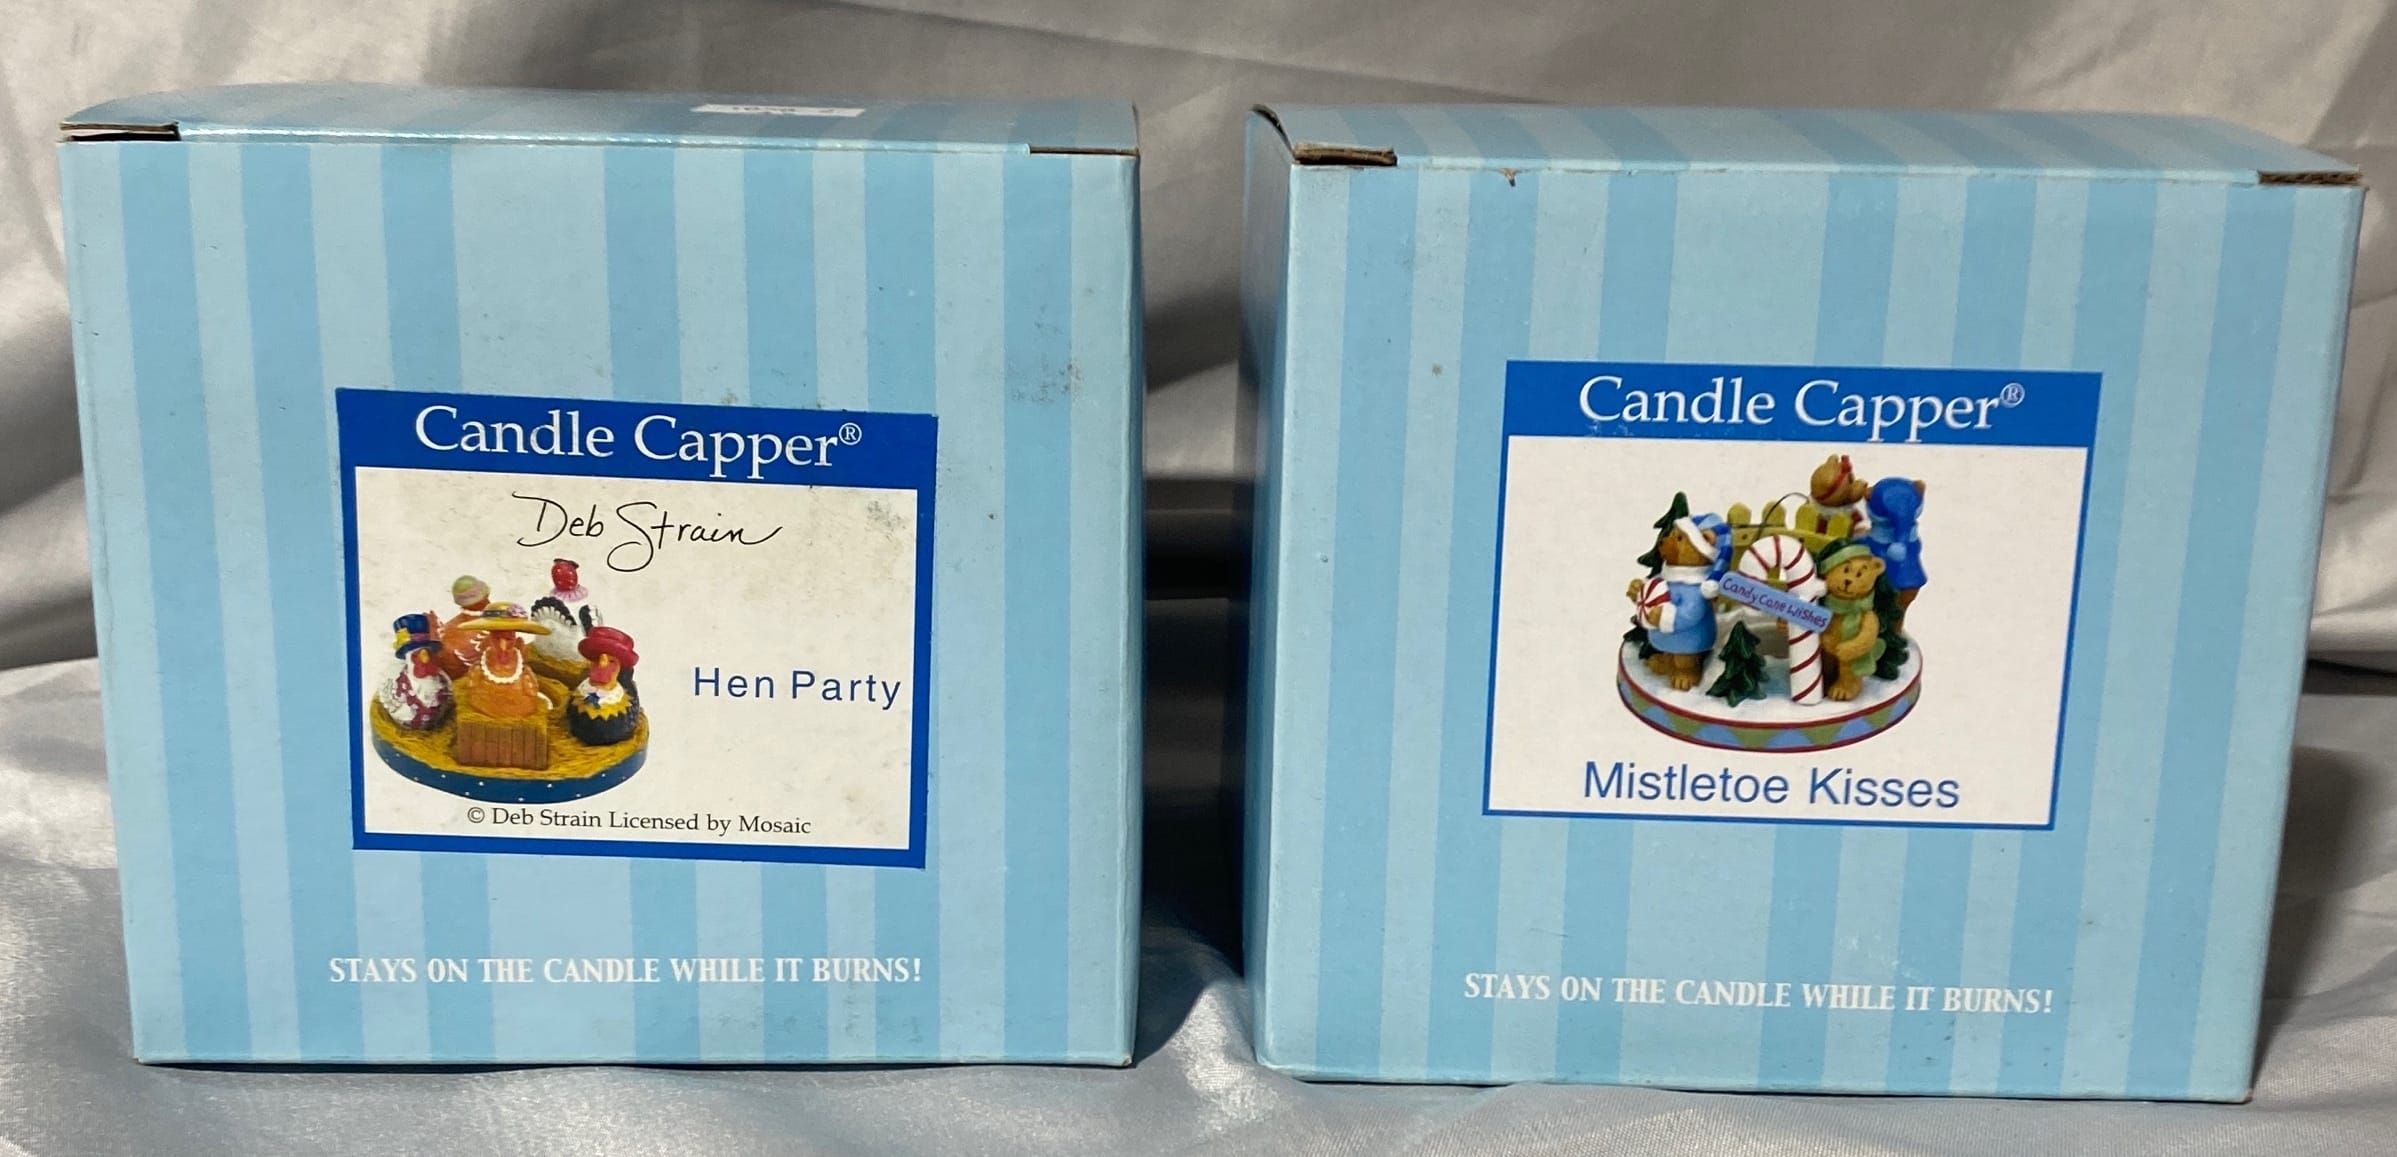 Candle Capper®
Deb Strain
Hen Party
© Deb Strain Licensed by Mosaic
STAYS ON THE CANDLE WHILE IT BURNS!
Candle Capper®
Candy Cane Wishes
Mistletoe Kisses
STAYS ON THE CANDLE WHILE IT BURNS!